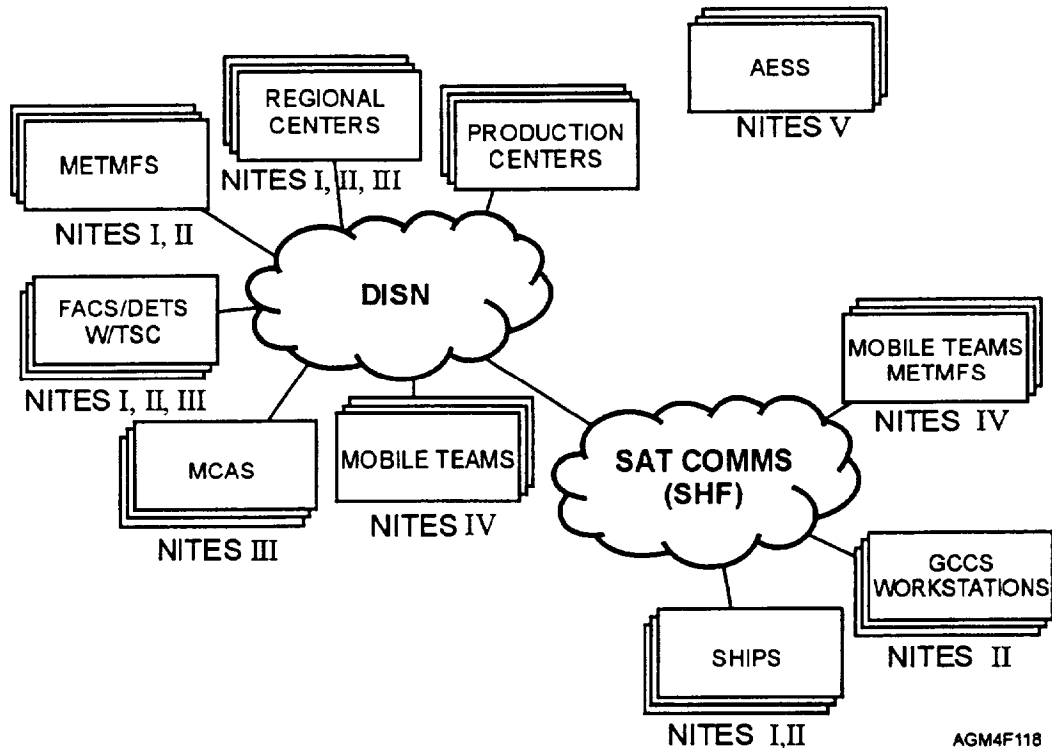 AESS
NITES V
REGIONAL
CENTERS
NITES I, II, III
PRODUCTION
CENTERS
METMFS
NITES I, II
DISN
FACS/DETS
W/TSC
NITES I, II, III
MOBILE TEAMS
METMFS
NITES IV
MCAS
NITES III
MOBILE TEAMS
NITES IV
SAT COMMS
(SHF)
GCCS
WORKSTATIONS
NITES II
SHIPS
NITES I,II
AGM4F118